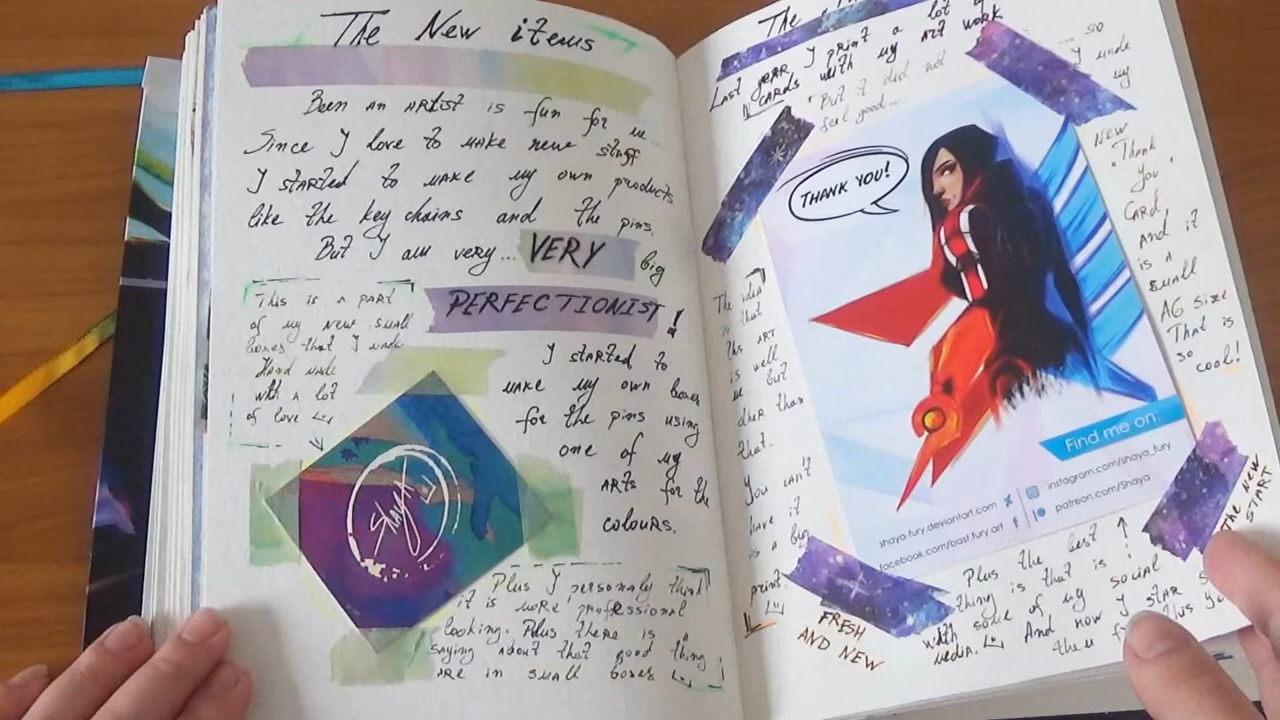 The New items
Been an artist is fun for me...
Since I love to make new stuff
I started to make my own products
like the key chains and the pins,
But I am very... VERY
big
PERFECTIONIST!
This is a part
of my new small
boxes that I made
Hand made
with a lot
of love
I started to
make my own boxes
for the pins using
one of my
arts for the
colours.
Shaya
Plus I personaly think
it is more professional
looking. Plus there is a
saying about that good thing
are in small boxes
The
Last year I print a lot of
cards with my art work
"But it did not
feel good...
... so
I made
my
new
"Thank
You"
Card
and it
is a
small
A6 size
That is
so
cool!
THANK YOU!
The idea
is that
this art
is well
me but
other than
that..
You can't
have it
is a big
print.
Find me on:
shaya-fury.deviantart.com
instagram.com/shaya_fury
facebook.com/bast.fury.art
patreon.com/Shaya
The new
start
FRESH
AND NEW
Plus the best
thing is that is
with some of my social
media. And now I star
them